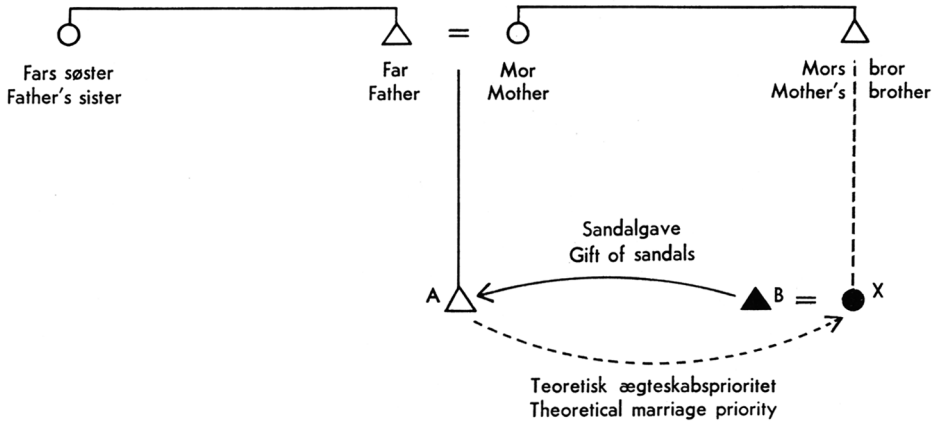 Fars søster
Father's sister
Far
Father
=
Mor
Mother
Mors bror
Mother's brother
Sandalgave
Gift of sandals
A
B =
X
Teoretisk ægteskabsprioritet
Theoretical marriage priority